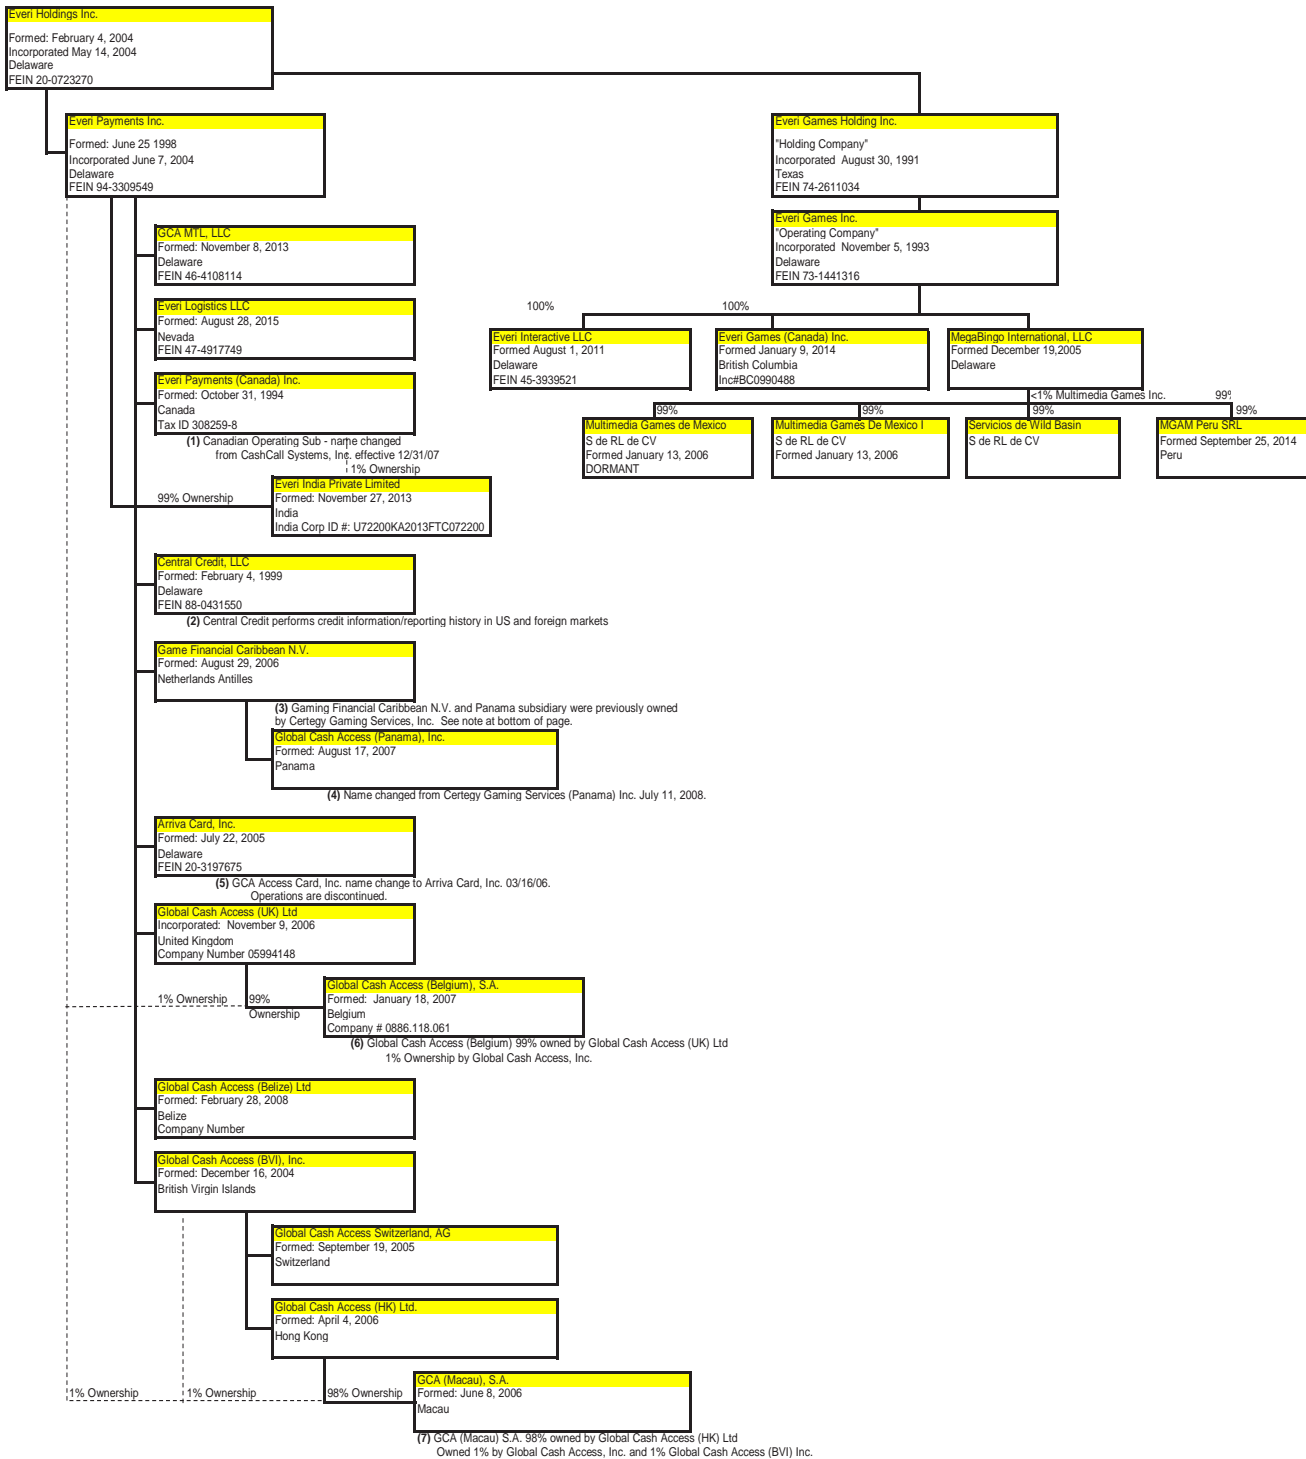 Everi Holdings Inc.
Formed: February 4, 2004
Incorporated May 14, 2004
Delaware
FEIN 20-0723270
Everi Payments Inc.
Formed: June 25 1998
Incorporated June 7, 2004
Delaware
FEIN 94-3309549
Everi Games Holding Inc.
"Holding Company"
Incorporated August 30, 1991
Texas
FEIN 74-2611034
Everi Games Inc.
"Operating Company"
Incorporated November 5, 1993
Delaware
FEIN 73-1441316
GCA MTL, LLC
Formed: November 8, 2013
Delaware
FEIN 46-4108114
Everi Logistics LLC
Formed: August 28, 2015
Nevada
FEIN 47-4917749
100%
100%
Everi Interactive LLC
Formed August 1, 2011
Delaware
FEIN 45-3939521
Everi Games (Canada) Inc.
Formed January 9, 2014
British Columbia
Inc#BC0990488
MegaBingo International, LLC
Formed December 19,2005
Delaware
<1% Multimedia Games Inc.
99%
99%
99%
99%
99%
Multimedia Games de Mexico
S de RL de CV
Formed January 13, 2006
DORMANT
Multimedia Games De Mexico I
S de RL de CV
Formed January 13, 2006
Servicios de Wild Basin
S de RL de CV
MGAM Peru SRL
Formed September 25, 2014
Peru
Everi Payments (Canada) Inc.
Formed: October 31, 1994
Canada
Tax ID 308259-8
(1) Canadian Operating Sub - name changed
from CashCall Systems, Inc. effective 12/31/07
1% Ownership
99% Ownership
Everi India Private Limited
Formed: November 27, 2013
India
India Corp ID #: U72200KA2013FTC072200
Central Credit, LLC
Formed: February 4, 1999
Delaware
FEIN 88-0431550
(2) Central Credit performs credit information/reporting history in US and foreign markets
Game Financial Caribbean N.V.
Formed: August 29, 2006
Netherlands Antilles
(3) Gaming Financial Caribbean N.V. and Panama subsidiary were previously owned
by Certegy Gaming Services, Inc. See note at bottom of page.
Global Cash Access (Panama), Inc.
Formed: August 17, 2007
Panama
(4) Name changed from Certegy Gaming Services (Panama) Inc. July 11, 2008.
Arriva Card, Inc.
Formed: July 22, 2005
Delaware
FEIN 20-3197675
(5) GCA Access Card, Inc. name change to Arriva Card, Inc. 03/16/06.
Operations are discontinued.
Global Cash Access (UK) Ltd
Incorporated: November 9, 2006
United Kingdom
Company Number 05994148
1% Ownership
99%
Ownership
Global Cash Access (Belgium), S.A.
Formed: January 18, 2007
Belgium
Company # 0886.118.061
(6) Global Cash Access (Belgium) 99% owned by Global Cash Access (UK) Ltd
1% Ownership by Global Cash Access, Inc.
Global Cash Access (Belize) Ltd
Formed: February 28, 2008
Belize
Company Number
Global Cash Access (BVI), Inc.
Formed: December 16, 2004
British Virgin Islands
Global Cash Access Switzerland, AG
Formed: September 19, 2005
Switzerland
Global Cash Access (HK) Ltd.
Formed: April 4, 2006
Hong Kong
1% Ownership
1% Ownership
98% Ownership
GCA (Macau), S.A.
Formed: June 8, 2006
Macau
(7) GCA (Macau) S.A. 98% owned by Global Cash Access (HK) Ltd
Owned 1% by Global Cash Access, Inc. and 1% Global Cash Access (BVI) Inc.